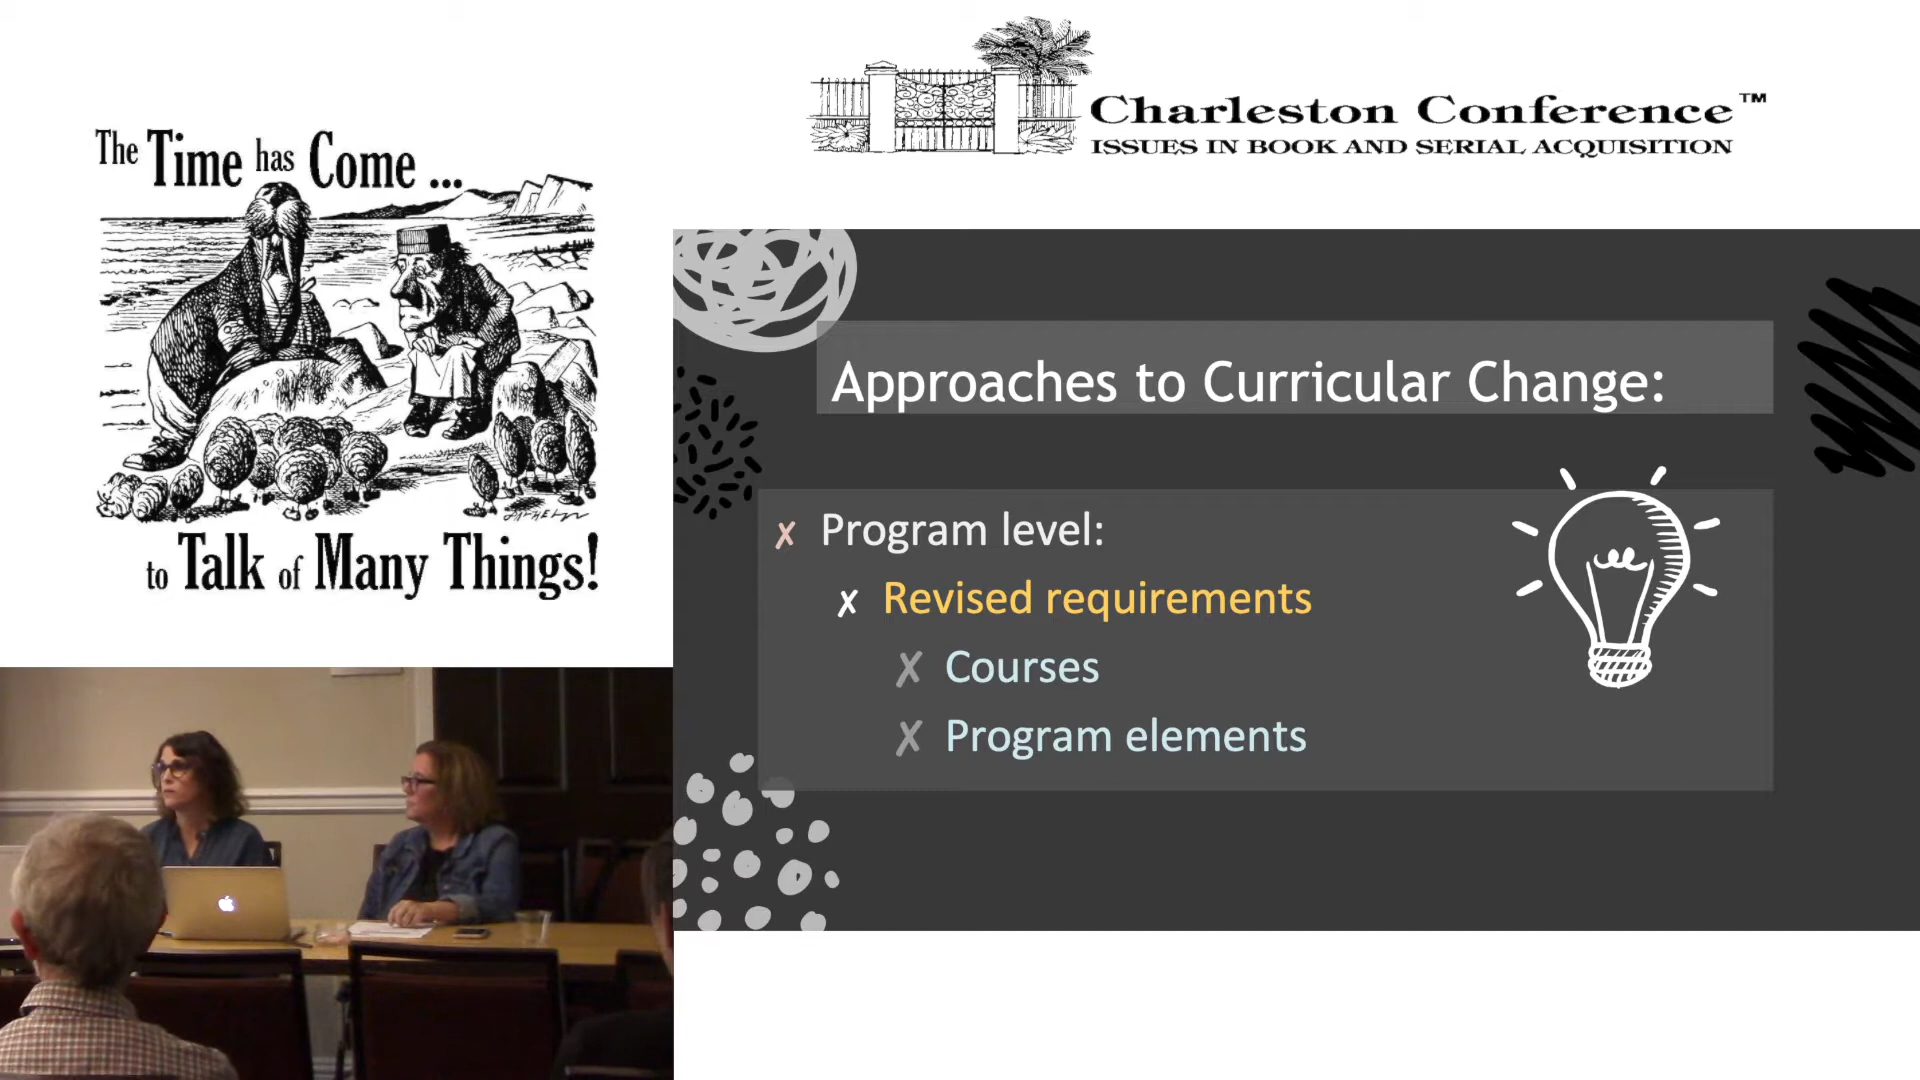 The Time has Come ...
to Talk of Many Things!
Charleston Conference™
ISSUES IN BOOK AND SERIAL ACQUISITION
Approaches to Curricular Change:
✗ Program level:
✗ Revised requirements
✗ Courses
✗ Program elements